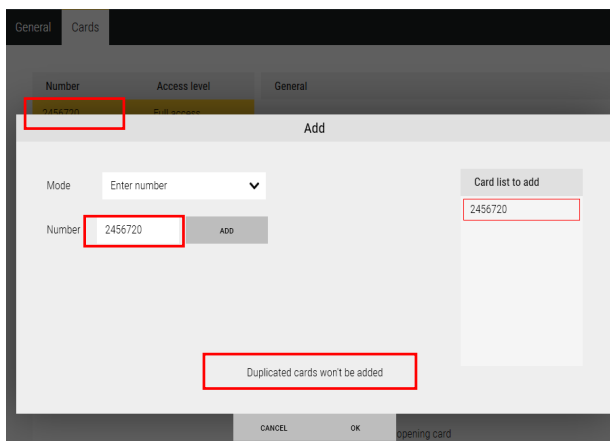 General Cards
Number Access level General
2456720 Full access
Add
Mode Enter number
Card list to add
2456720
Number 2456720 ADD
Duplicated cards won't be added
CANCEL OK
opening card